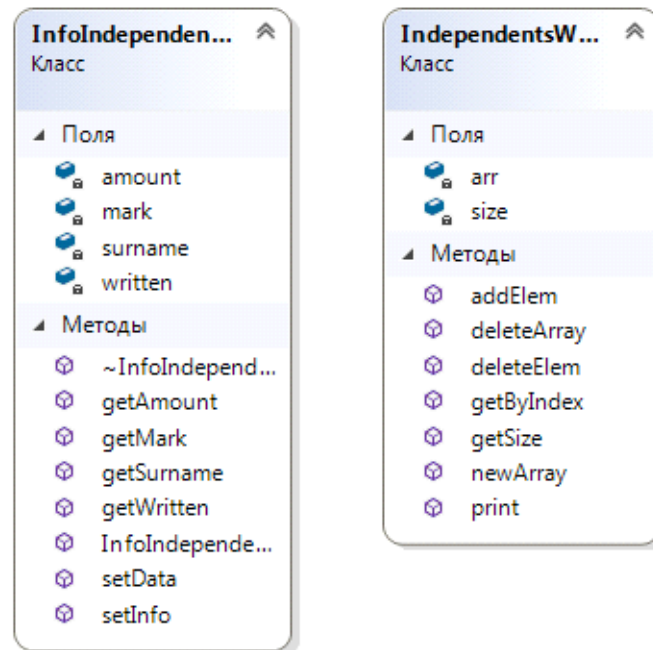 InfoIndependen...
Класс
Поля
amount
mark
surname
written
Методы
~InfoIndepend...
getAmount
getMark
getSurname
getWritten
InfoIndepende...
setData
setInfo
IndependentsW...
Класс
Поля
arr
size
Методы
addElem
deleteArray
deleteElem
getByIndex
getSize
newArray
print